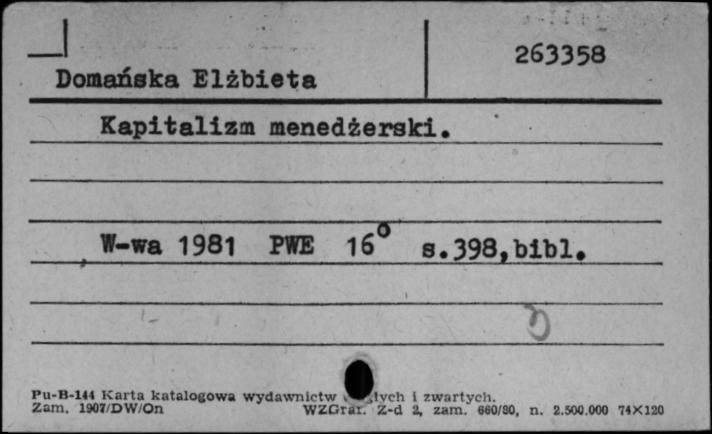 263358
Domańska Elżbieta
Kapitalizm menedżerski.
W-wa 1981 PWE 16° s.398,bibl.
Pu-B-144 Karta katalogowa wydawnictw i zwartych.
Zam. 1907/DW/On WZGraf. Z-d 2, zam. 660/80, n. 2.500.000 74×120